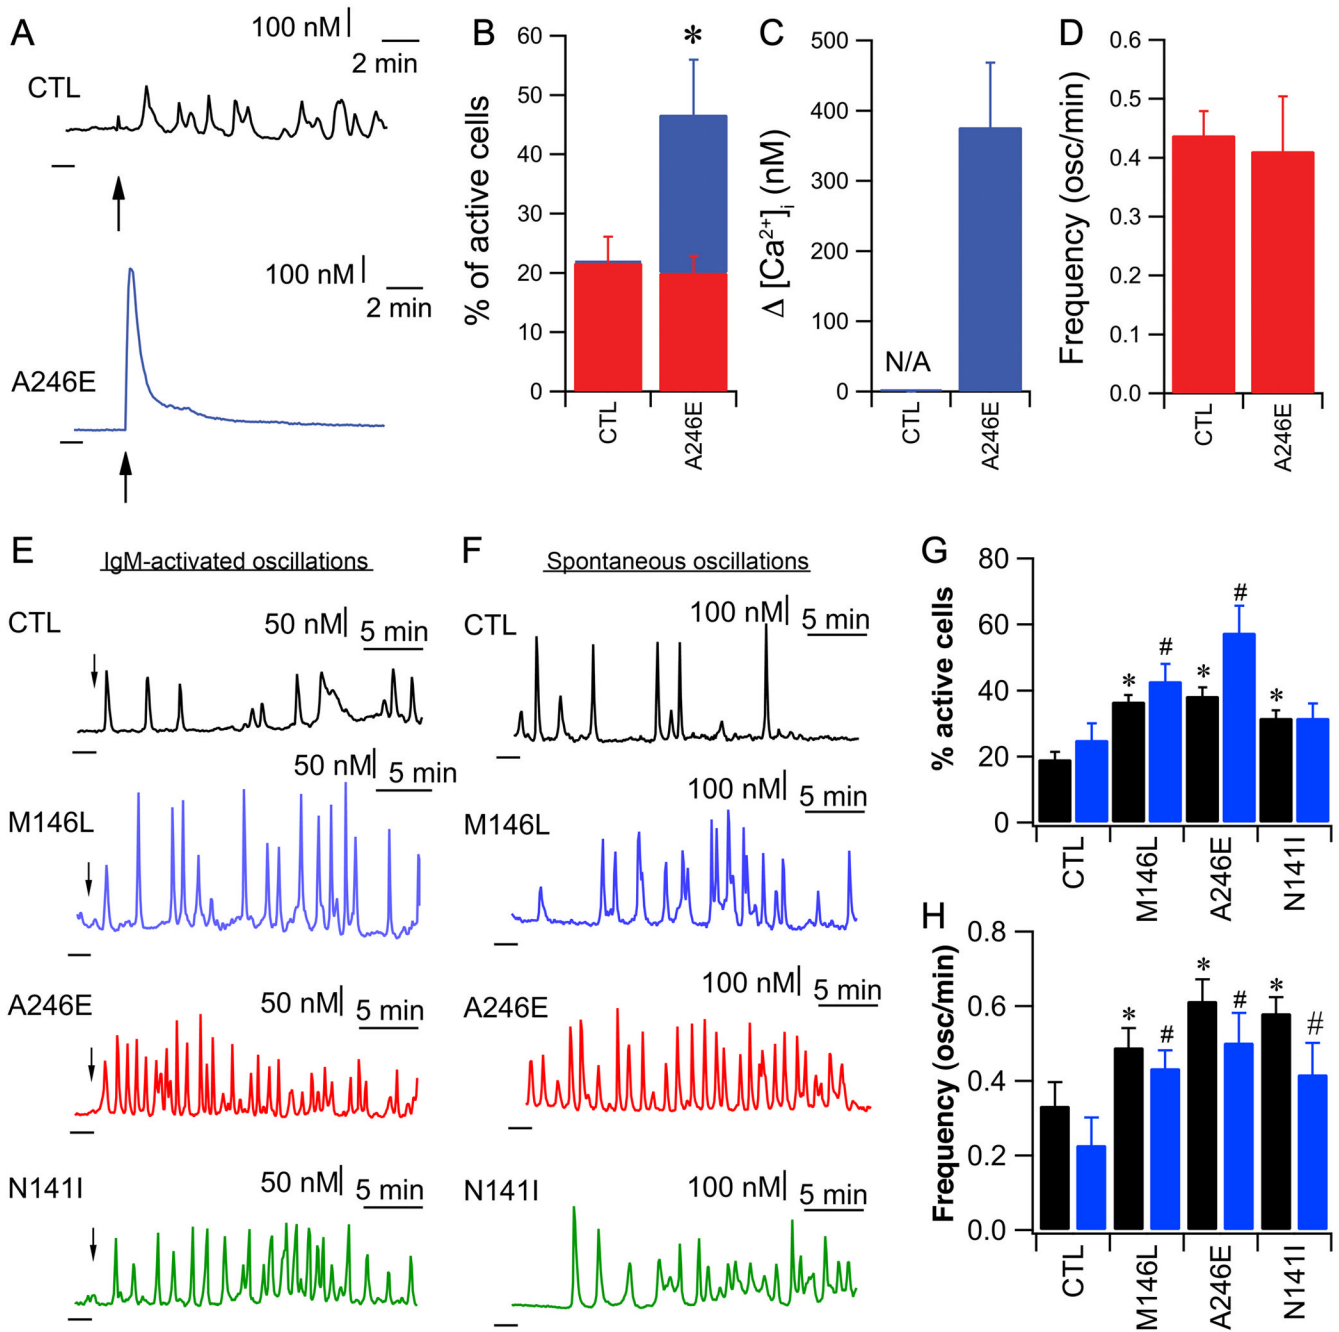 A
100 nM
2 min
CTL
100 nM
2 min
A246E
B
% of active cells
60
50
40
30
20
10
0
*
CTL
A246E
C
Δ [Ca2+]i (nM)
500
400
300
200
100
0
N/A
CTL
A246E
D
Frequency (osc/min)
0.6
0.5
0.4
0.3
0.2
0.1
0.0
CTL
A246E
E
IgM-activated oscillations
CTL
50 nM
5 min
M146L
50 nM
5 min
A246E
50 nM
5 min
N141I
50 nM
5 min
F
Spontaneous oscillations
CTL
100 nM
5 min
M146L
100 nM
5 min
A246E
100 nM
5 min
N141I
100 nM
5 min
G
% active cells
80
60
40
20
0
*
#
*
#
*
CTL
M146L
A246E
N141I
H
Frequency (osc/min)
0.8
0.6
0.4
0.2
0.0
*
#
*
#
*
#
CTL
M146L
A246E
N141I